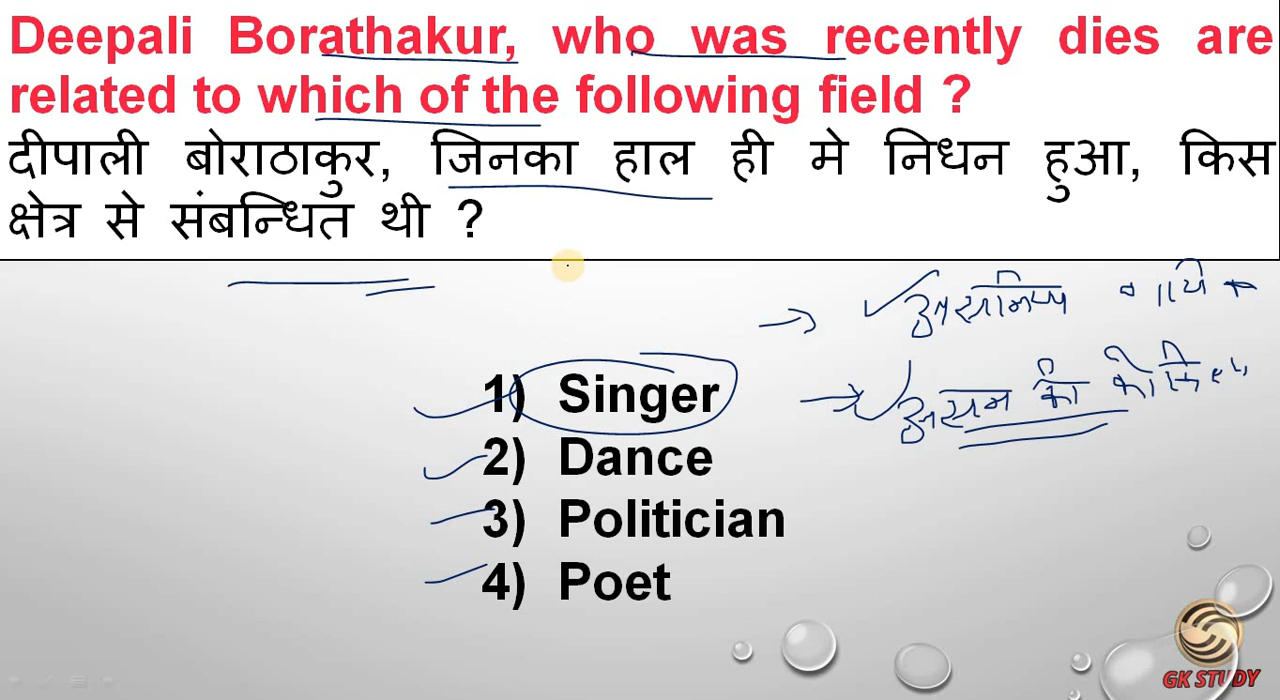 Deepali Borathakur, who was recently dies are
related to which of the following field ?
दीपाली बोराठाकुर, जिनका हाल ही मे निधन हुआ, किस
क्षेत्र से संबन्धित थी ?
1) Singer
2) Dance
3) Politician
4) Poet
असम की
GK STUDY